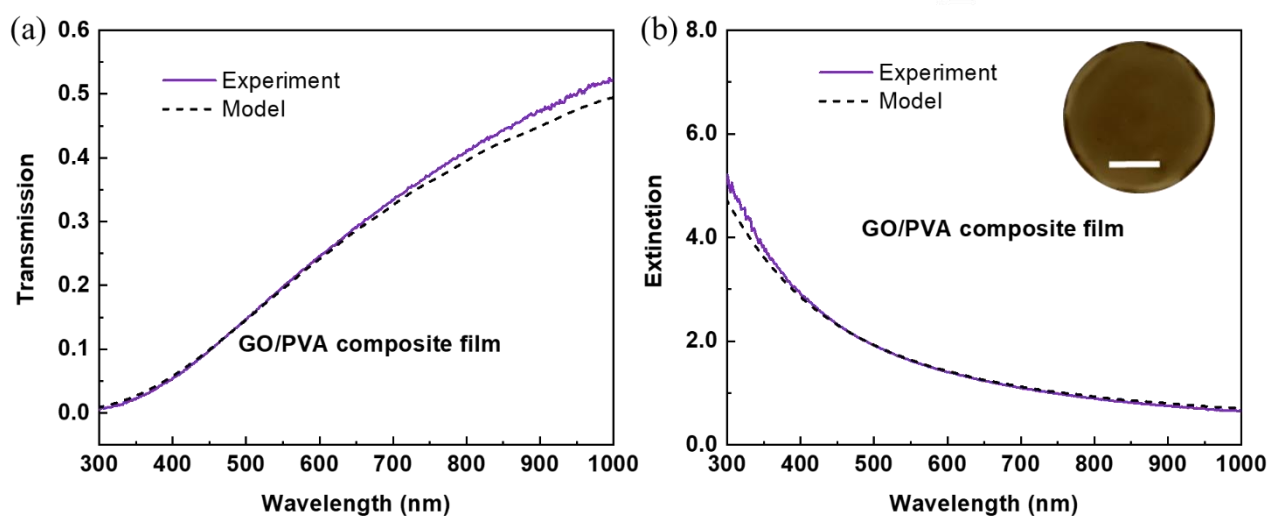 (a)
Experiment
Model
GO/PVA composite film
Transmission
0.6
0.5
0.4
0.3
0.2
0.1
0.0
300 400 500 600 700 800 900 1000
Wavelength (nm)
(b)
Experiment
Model
GO/PVA composite film
Extinction
8.0
6.0
4.0
2.0
0.0
300 400 500 600 700 800 900 1000
Wavelength (nm)